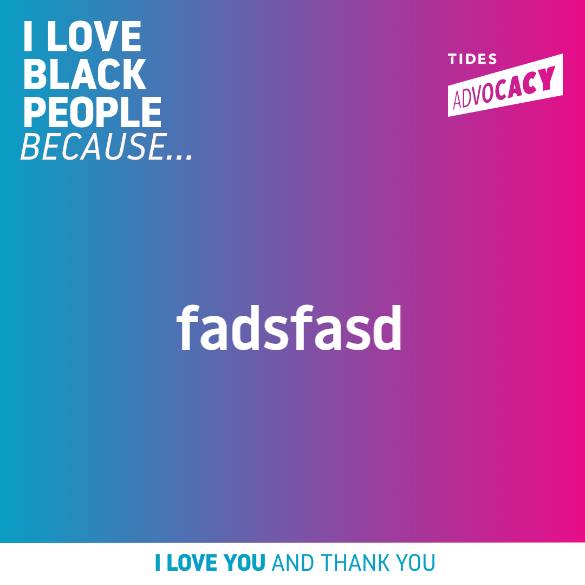 I LOVE
BLACK
PEOPLE
BECAUSE...
TIDES
ADVOCACY
fadsfasd
I LOVE YOU AND THANK YOU